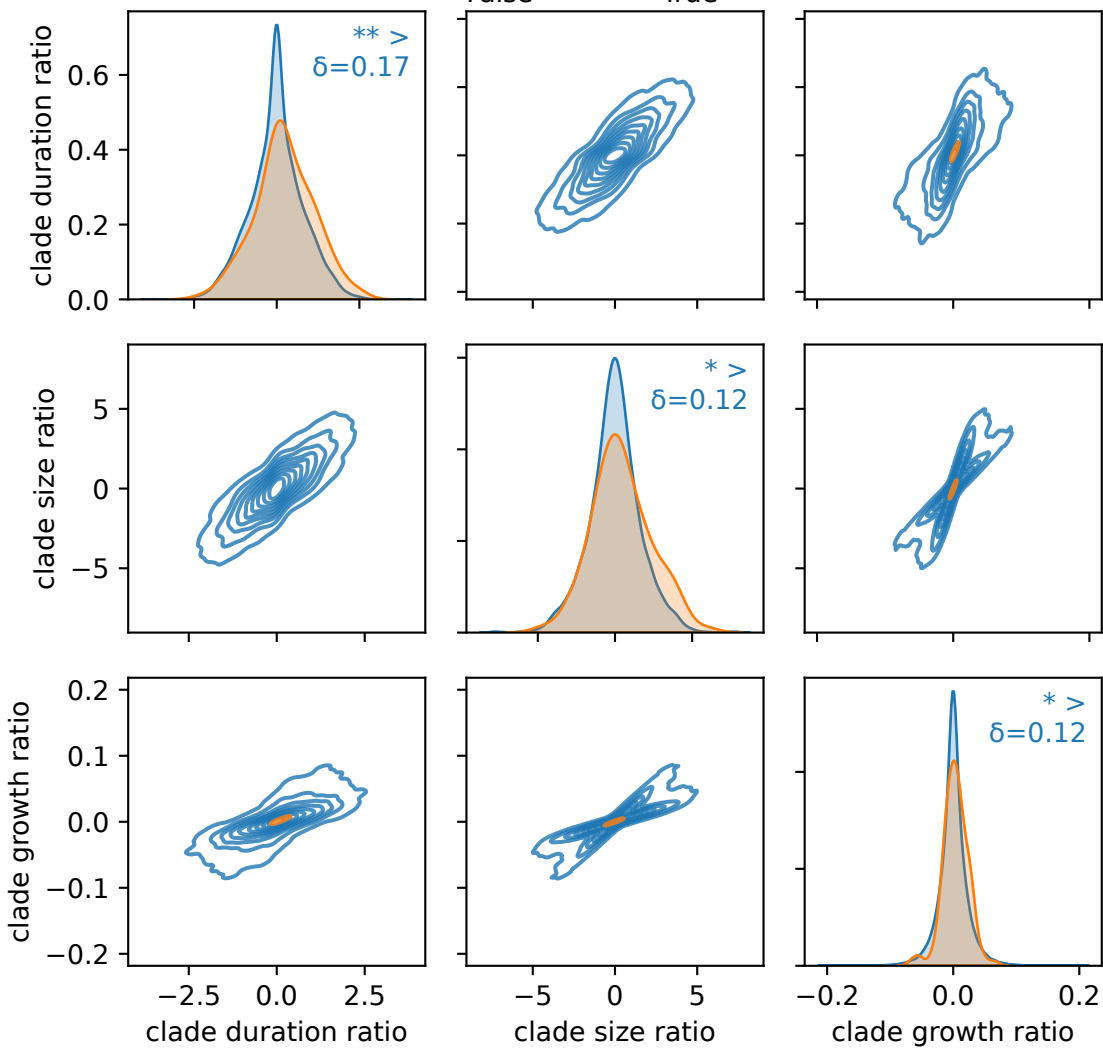 clade duration ratio
0.6
0.4
0.2
0.0
** >
δ=0.17
clade size ratio
5
0
−5
* >
δ=0.12
clade growth ratio
0.2
0.1
0.0
−0.1
−0.2
* >
δ=0.12
−2.5 0.0 2.5
−5 0 5
−0.2 0.0 0.2
clade duration ratio
clade size ratio
clade growth ratio